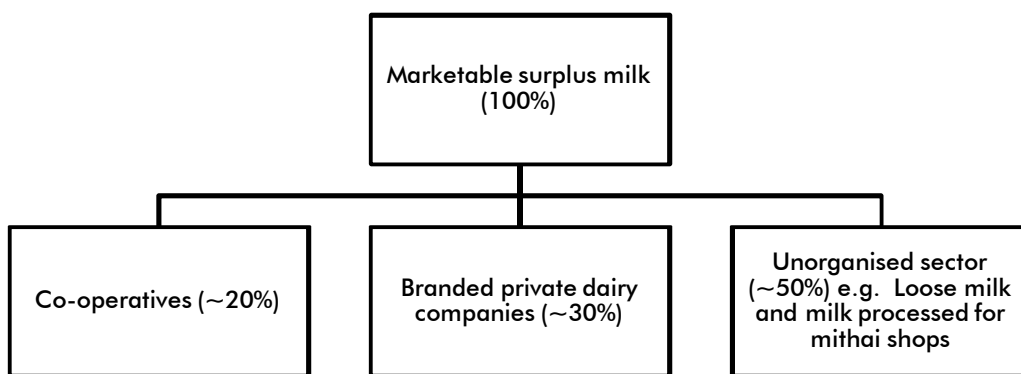 Marketable surplus milk
(100%)
Co-operatives (~20%)
Branded private dairy
companies (~30%)
Unorganised sector
(~50%) e.g. Loose milk
and milk processed for
mithai shops